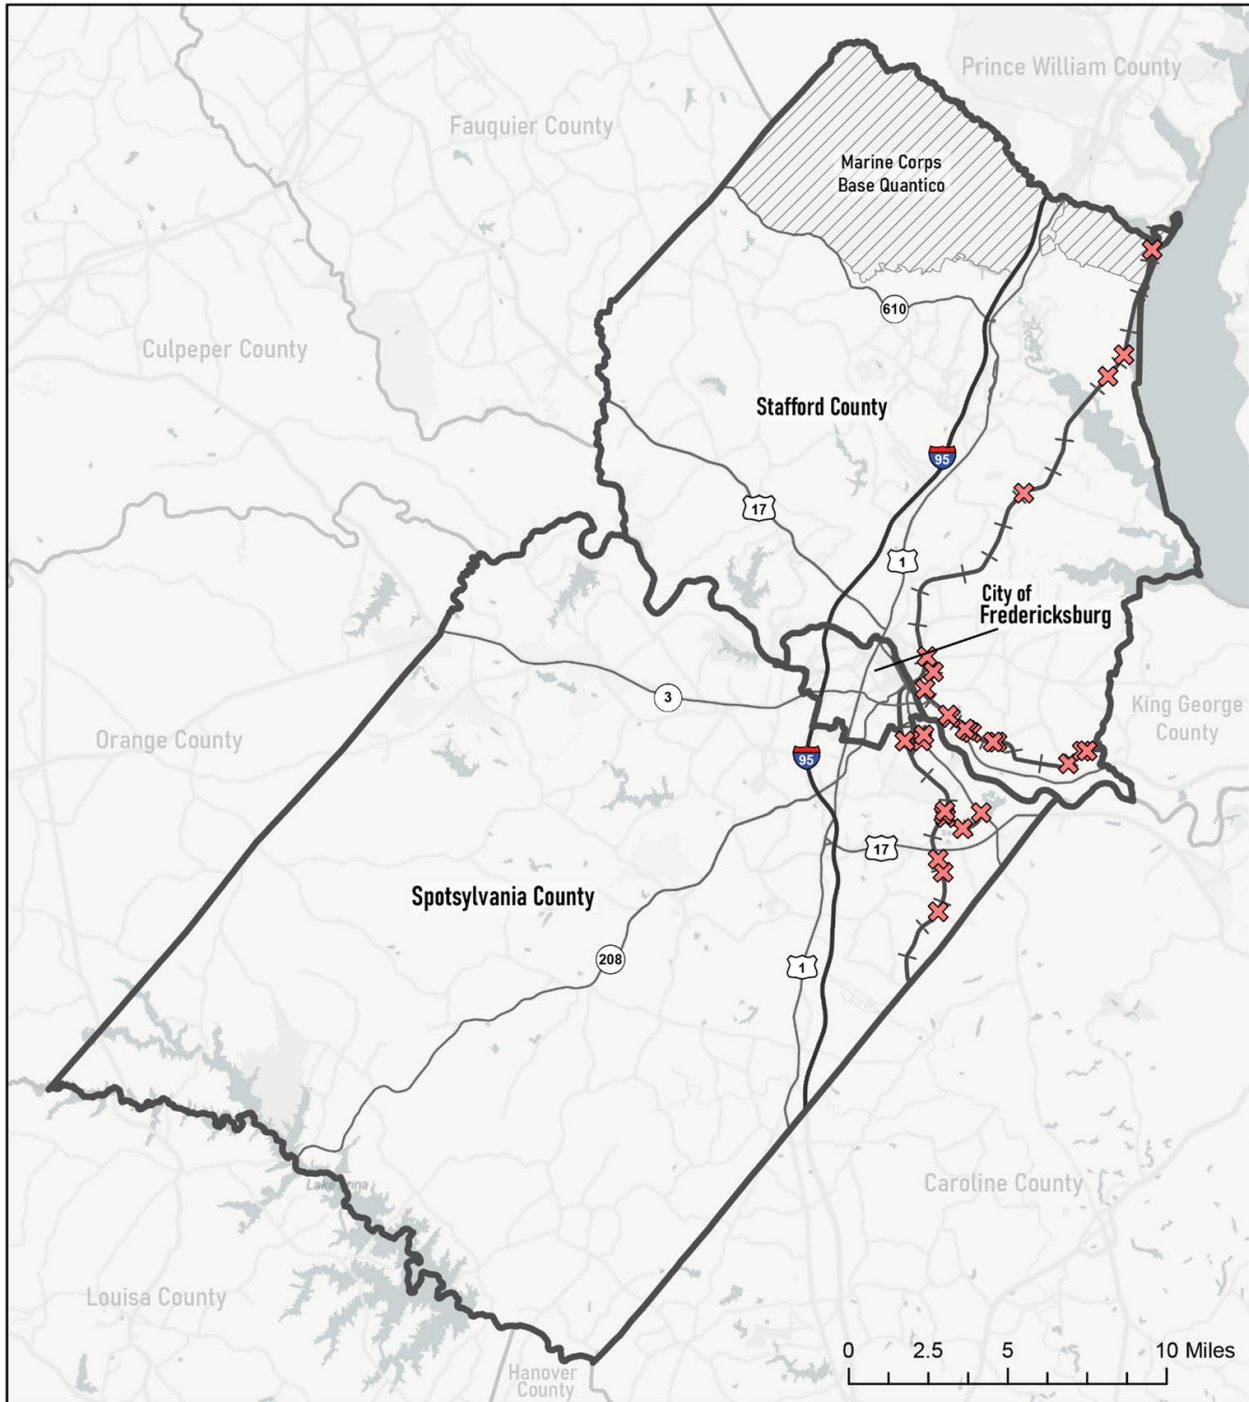 Prince William County
Fauquier County
Marine Corps
Base Quantico
610
Culpeper County
Stafford County
95
17
1
City of
Fredericksburg
3
King George
County
Orange County
95
17
Spotsylvania County
208
1
Lake Anna
Caroline County
Louisa County
0 2.5 5 10 Miles
Hanover
County